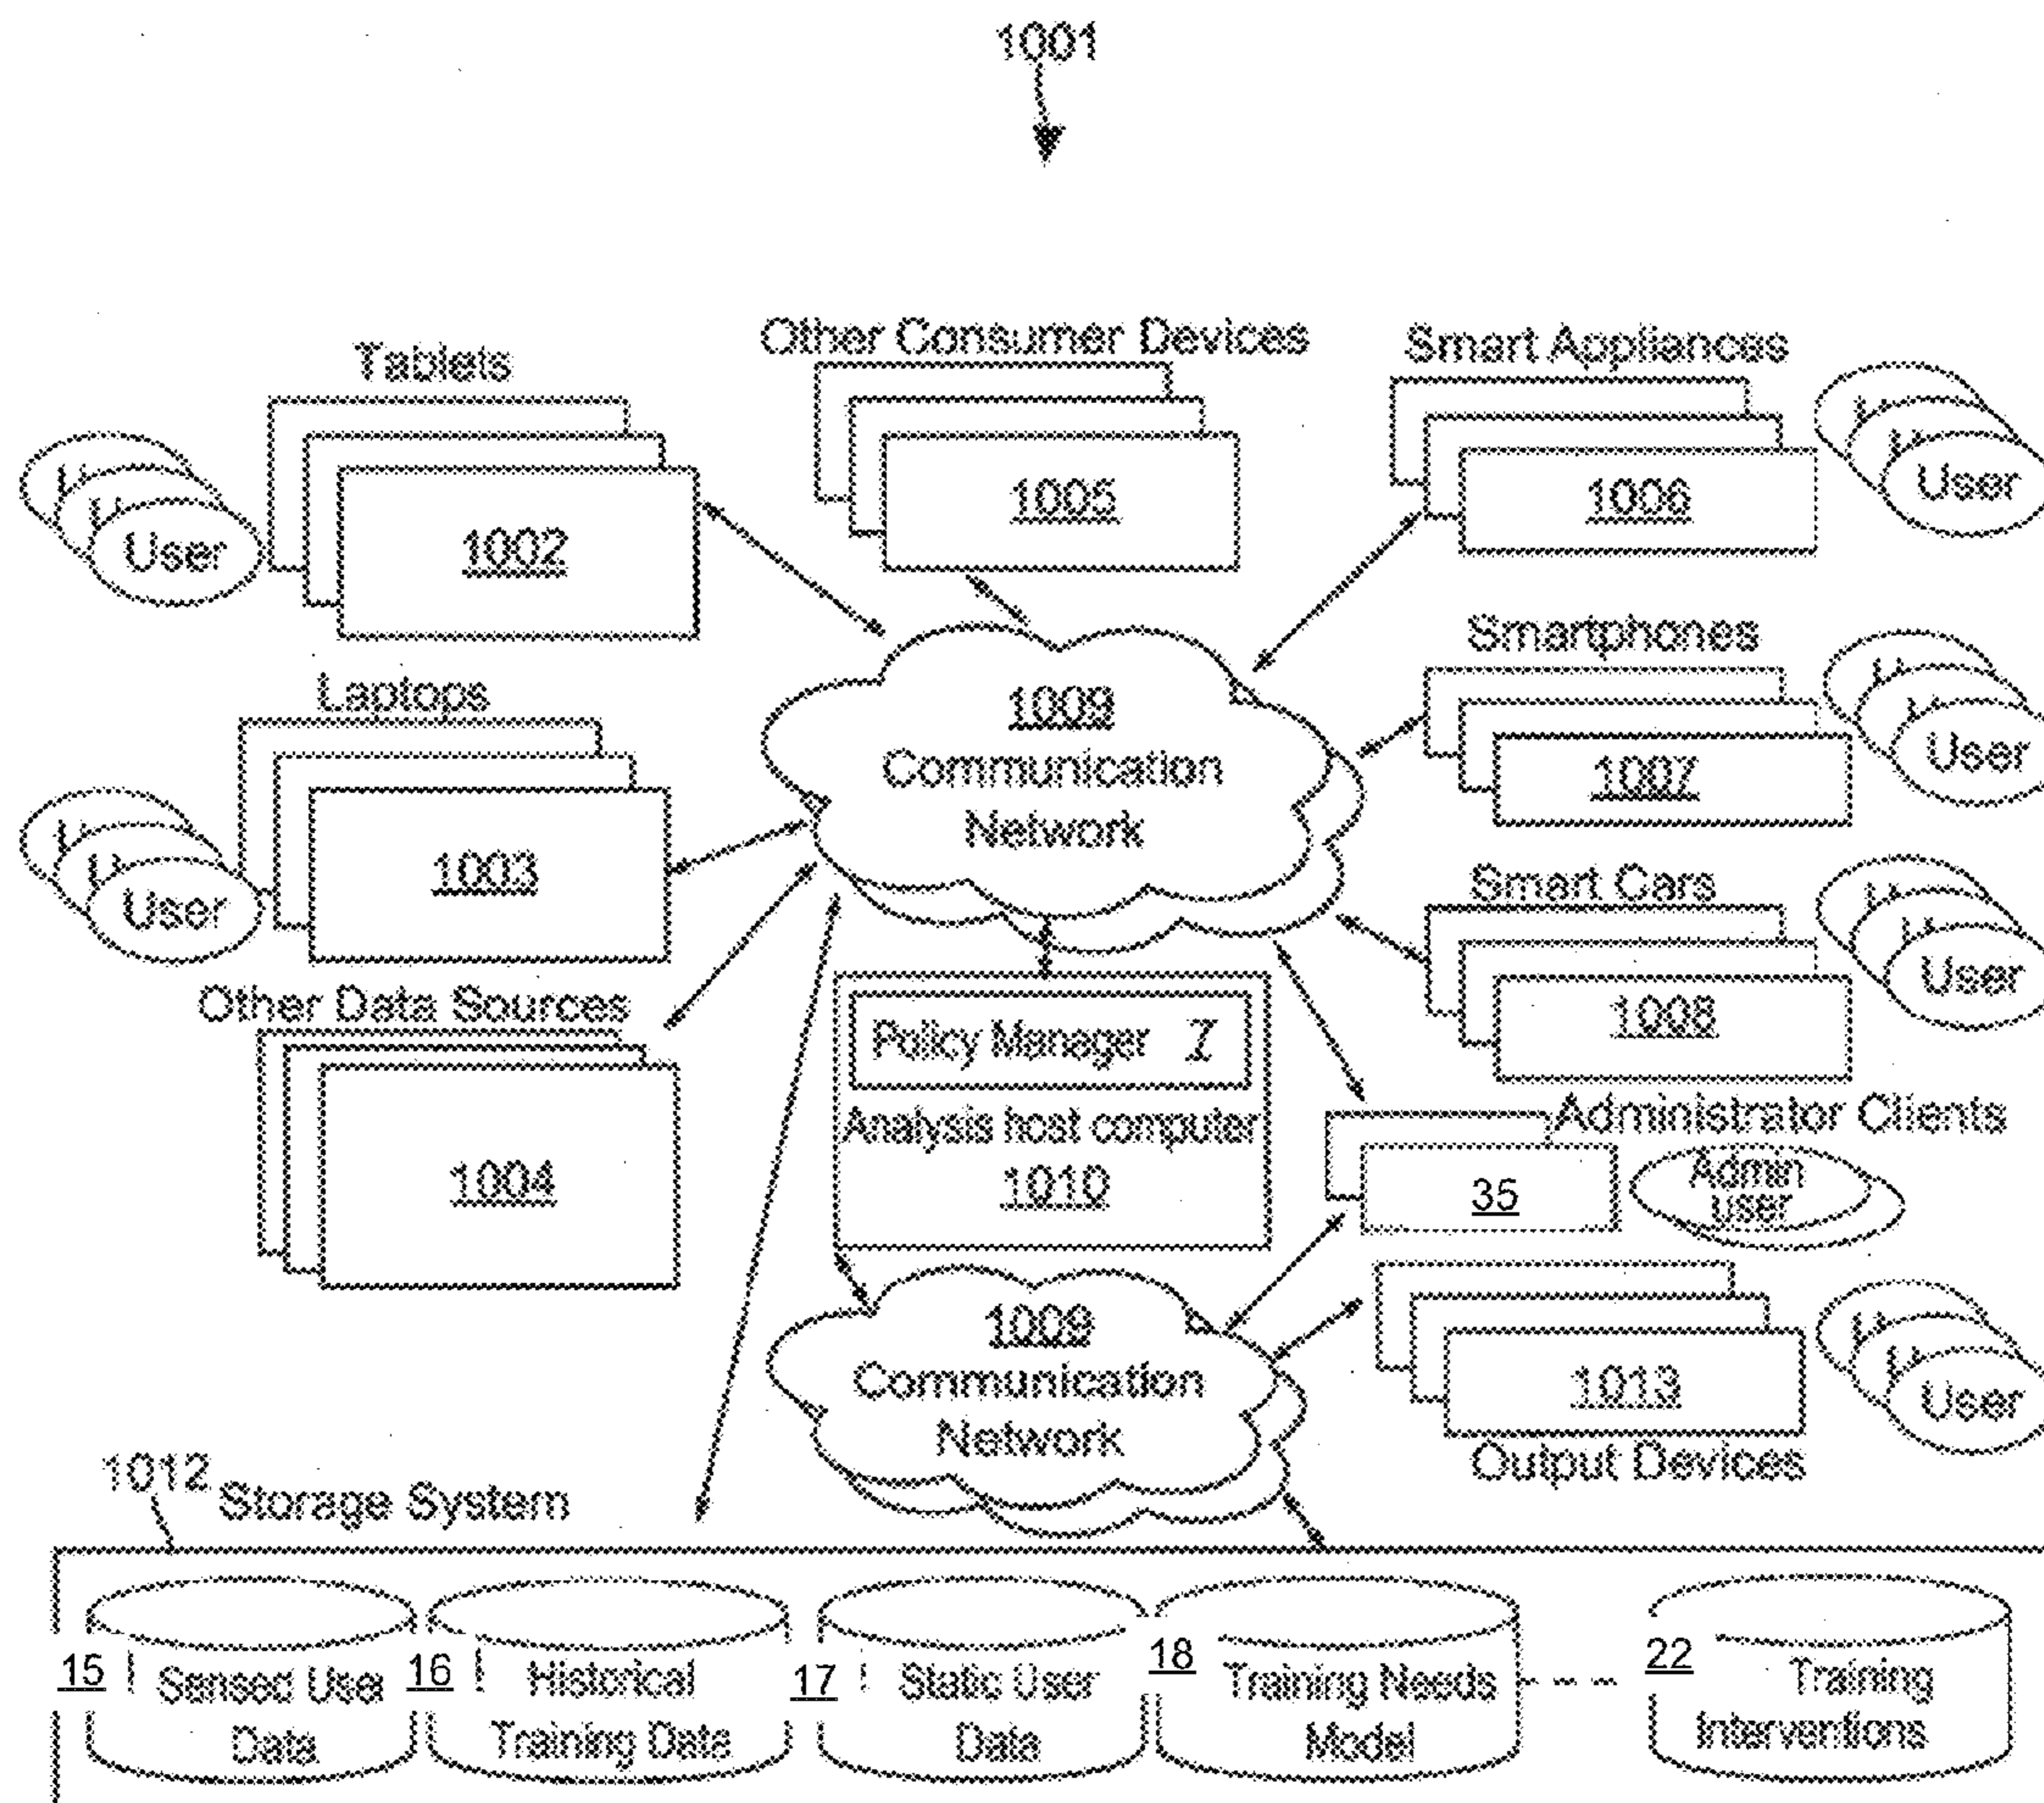 1001
Tablets
Other Consumer Devices
Smart Appliances
User
1002
1005
1006
User
Laptops
1009
Communication
Network
Smartphones
1007
User
User
1003
Smart Cars
1008
User
Other Data Sources
1004
Policy Manager
Analysis host computer
1010
Administrator Clients
35
Admin
user
1009
Communication
Network
1013
User
Output Devices
1012
Storage System
15
Sensed User
Data
16
Historical
Training Data
17
Static User
Data
18
Training Needs
Model
22
Training
Interventions